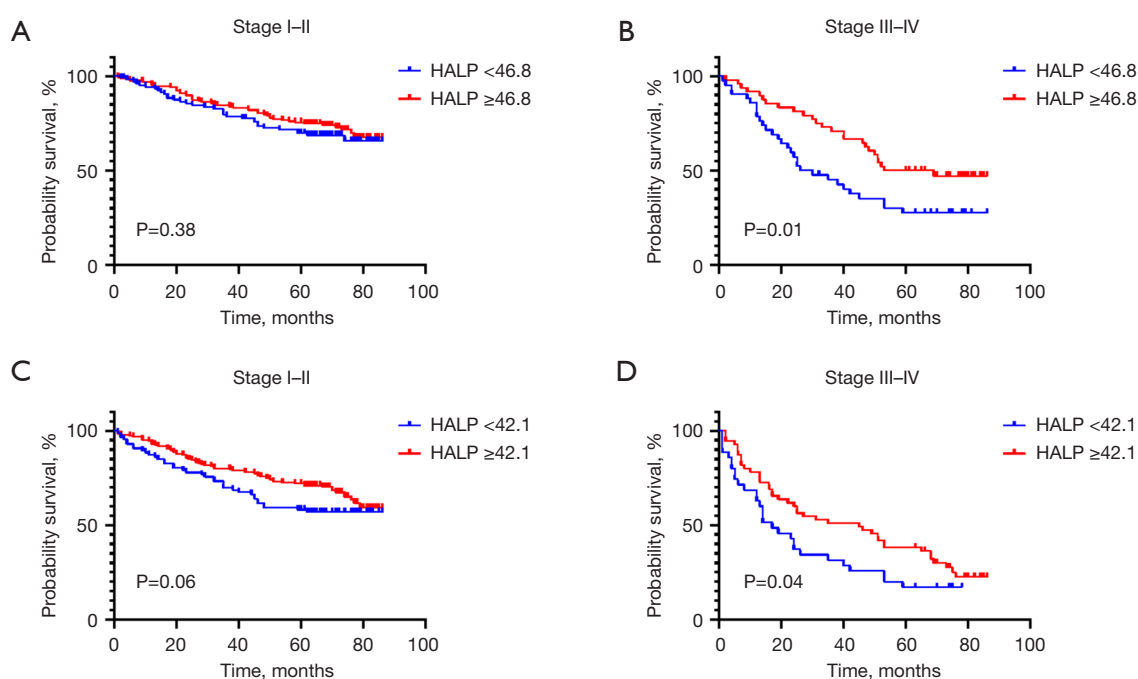 A
Stage I–II
Probability survival, %
100
50
0
HALP <46.8
HALP ≥46.8
P=0.38
0 20 40 60 80 100
Time, months
B
Stage III–IV
Probability survival, %
100
50
0
HALP <46.8
HALP ≥46.8
P=0.01
0 20 40 60 80 100
Time, months
C
Stage I–II
Probability survival, %
100
50
0
HALP <42.1
HALP ≥42.1
P=0.06
0 20 40 60 80 100
Time, months
D
Stage III–IV
Probability survival, %
100
50
0
HALP <42.1
HALP ≥42.1
P=0.04
0 20 40 60 80 100
Time, months